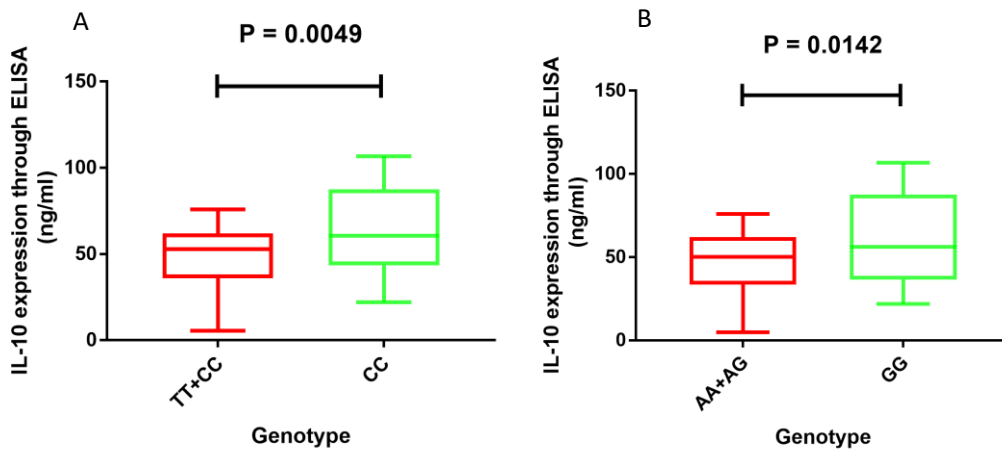 A
P = 0.0049
IL-10 expression through ELISA
(ng/ml)
150
100
50
0
TT+CC
CC
Genotype
B
P = 0.0142
IL-10 expression through ELISA
(ng/ml)
150
100
50
0
AA+AG
GG
Genotype